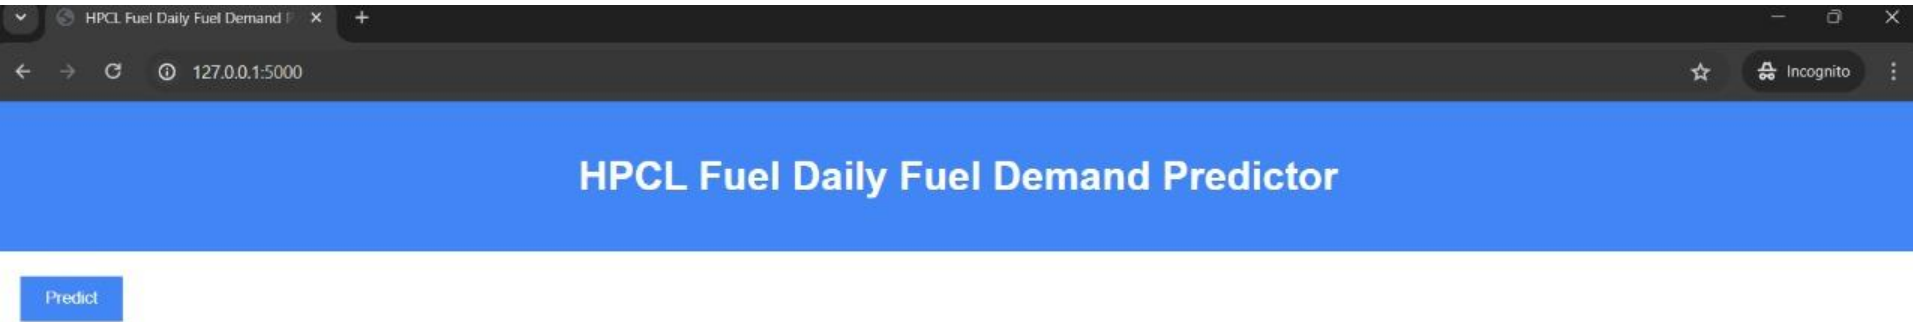 HPCL Fuel Daily Fuel Demand P
127.0.0.1:5000
Incognito
HPCL Fuel Daily Fuel Demand Predictor
Predict